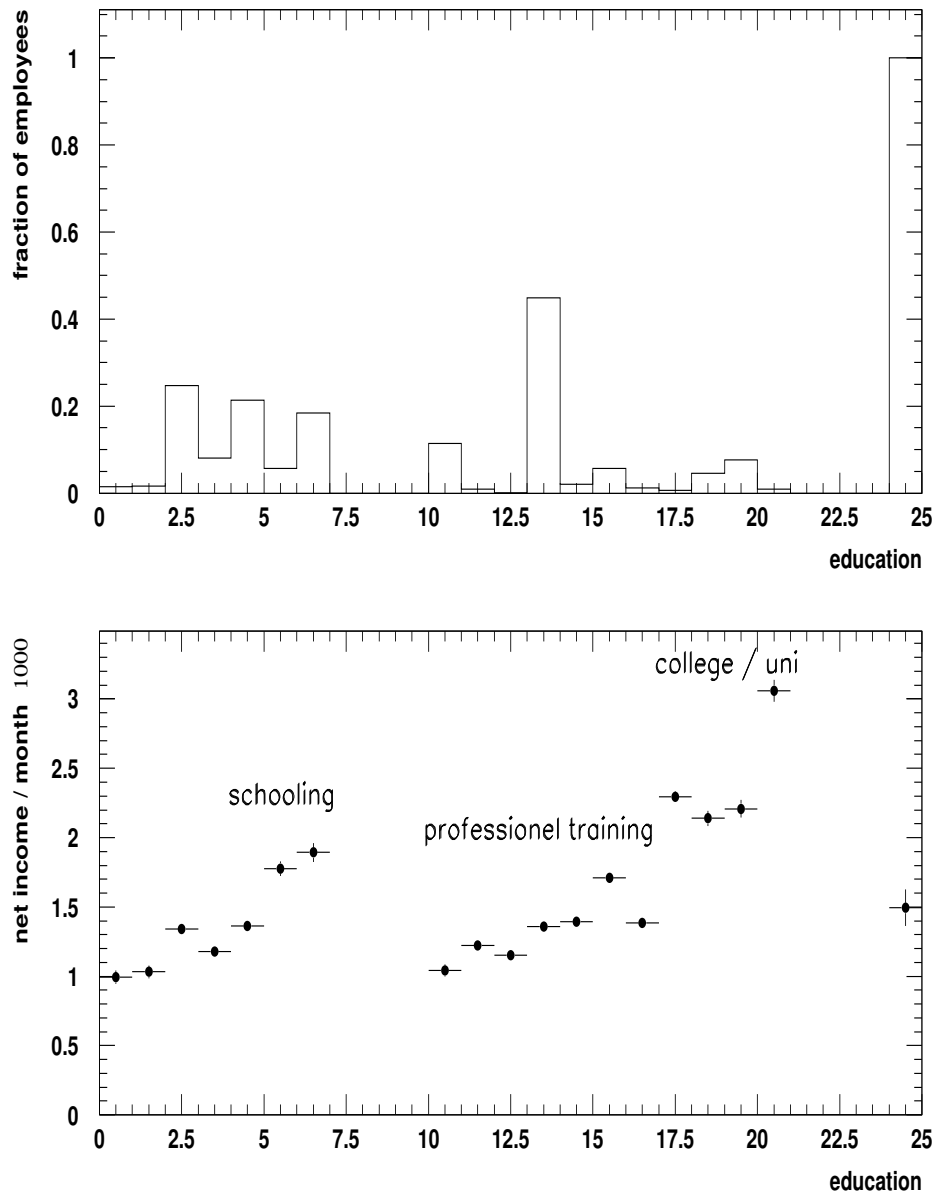 fraction of employees
1
0.8
0.6
0.4
0.2
0
0 2.5 5 7.5 10 12.5 15 17.5 20 22.5 25
education
net income / month 1000
college / uni
3
2.5
schooling
professionel training
2
1.5
1
0.5
0
0 2.5 5 7.5 10 12.5 15 17.5 20 22.5 25
education